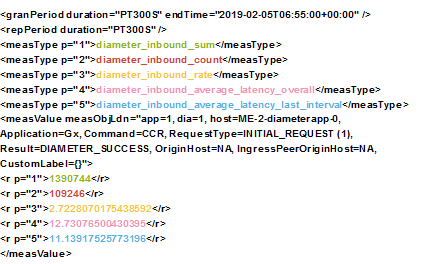 <granPeriod duration="PT300S" endTime="2019-02-05T06:55:00+00:00" />
<repPeriod duration="PT300S" />
<measType p="1">diameter_inbound_sum</measType>
<measType p="2">diameter_inbound_count</measType>
<measType p="3">diameter_inbound_rate</measType>
<measType p="4">diameter_inbound_average_latency_overall</measType>
<measType p="5">diameter_inbound_average_latency_last_interval</measType>
<measValue measObjLdn="app=1, dia=1, host=ME-2-diameterapp-0,
Application=Gx, Command=CCR, RequestType=INITIAL_REQUEST (1),
Result=DIAMETER_SUCCESS, OriginHost=NA, IngressPeerOriginHost=NA,
CustomLabel={}">
<r p="1">1390744</r>
<r p="2">109246</r>
<r p="3">2.7228070175438592</r>
<r p="4">12.73076500430395</r>
<r p="5">11.13917525773196</r>
</measValue>